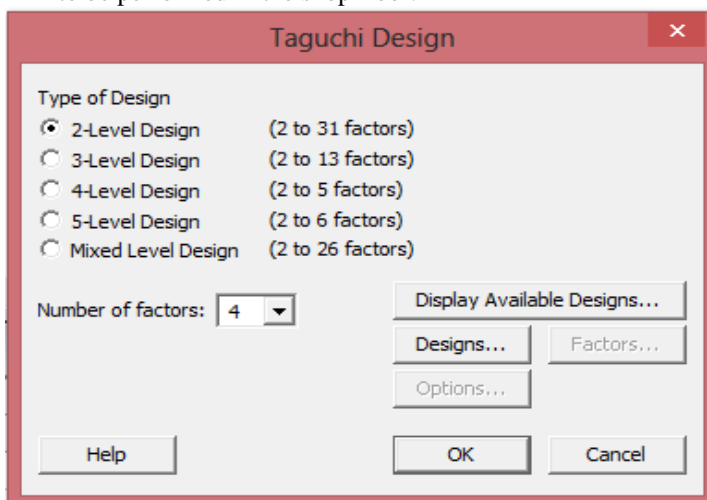 Taguchi Design
Type of Design
2-Level Design (2 to 31 factors)
3-Level Design (2 to 13 factors)
4-Level Design (2 to 5 factors)
5-Level Design (2 to 6 factors)
Mixed Level Design (2 to 26 factors)
Number of factors: 4
Display Available Designs...
Designs... Factors...
Options...
Help OK Cancel